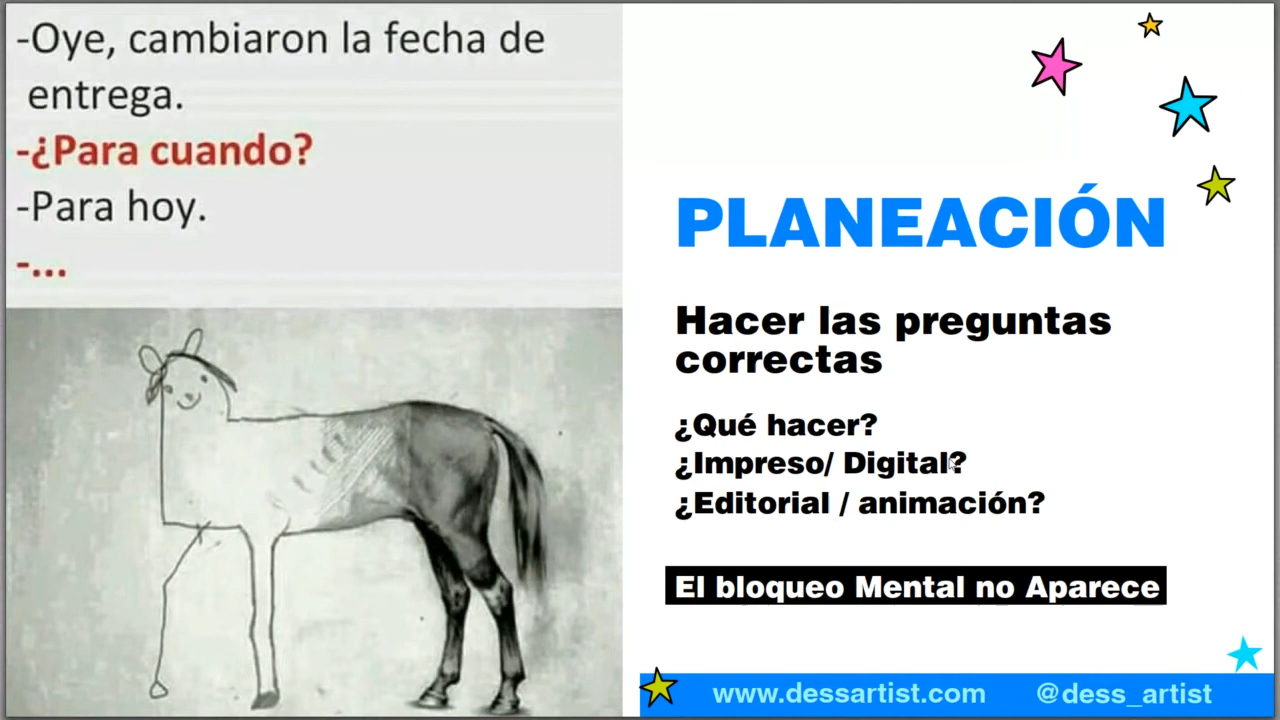 -Oye, cambiaron la fecha de
entrega.
-¿Para cuando?
-Para hoy.
-...
PLANEACIÓN
Hacer las preguntas
correctas
¿Qué hacer?
¿Impreso/ Digital?
¿Editorial / animación?
El bloqueo Mental no Aparece
www.dessartist.com @dess_artist